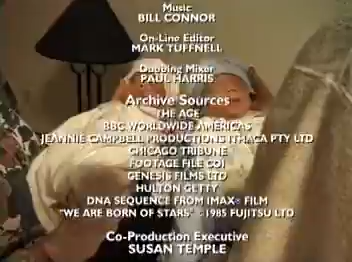 Music
BILL CONNOR
On-Line Editor
MARK TUFFNELL
Dubbing Mixer
PAUL HARRIS
Archive Sources
THE AGE
BBC WORLDWIDE AMERICAS
JEANNIE CAMPBELL PRODUCTIONS ITHACA PTY LTD
CHICAGO TRIBUNE
FOOTAGE FILE CO
GENESIS FILMS LTD
HULTON GETTY
DNA SEQUENCE FROM IMAX® FILM
"WE ARE BORN OF STARS" ©1985 FUJITSU LTD
Co-Production Executive
SUSAN TEMPLE